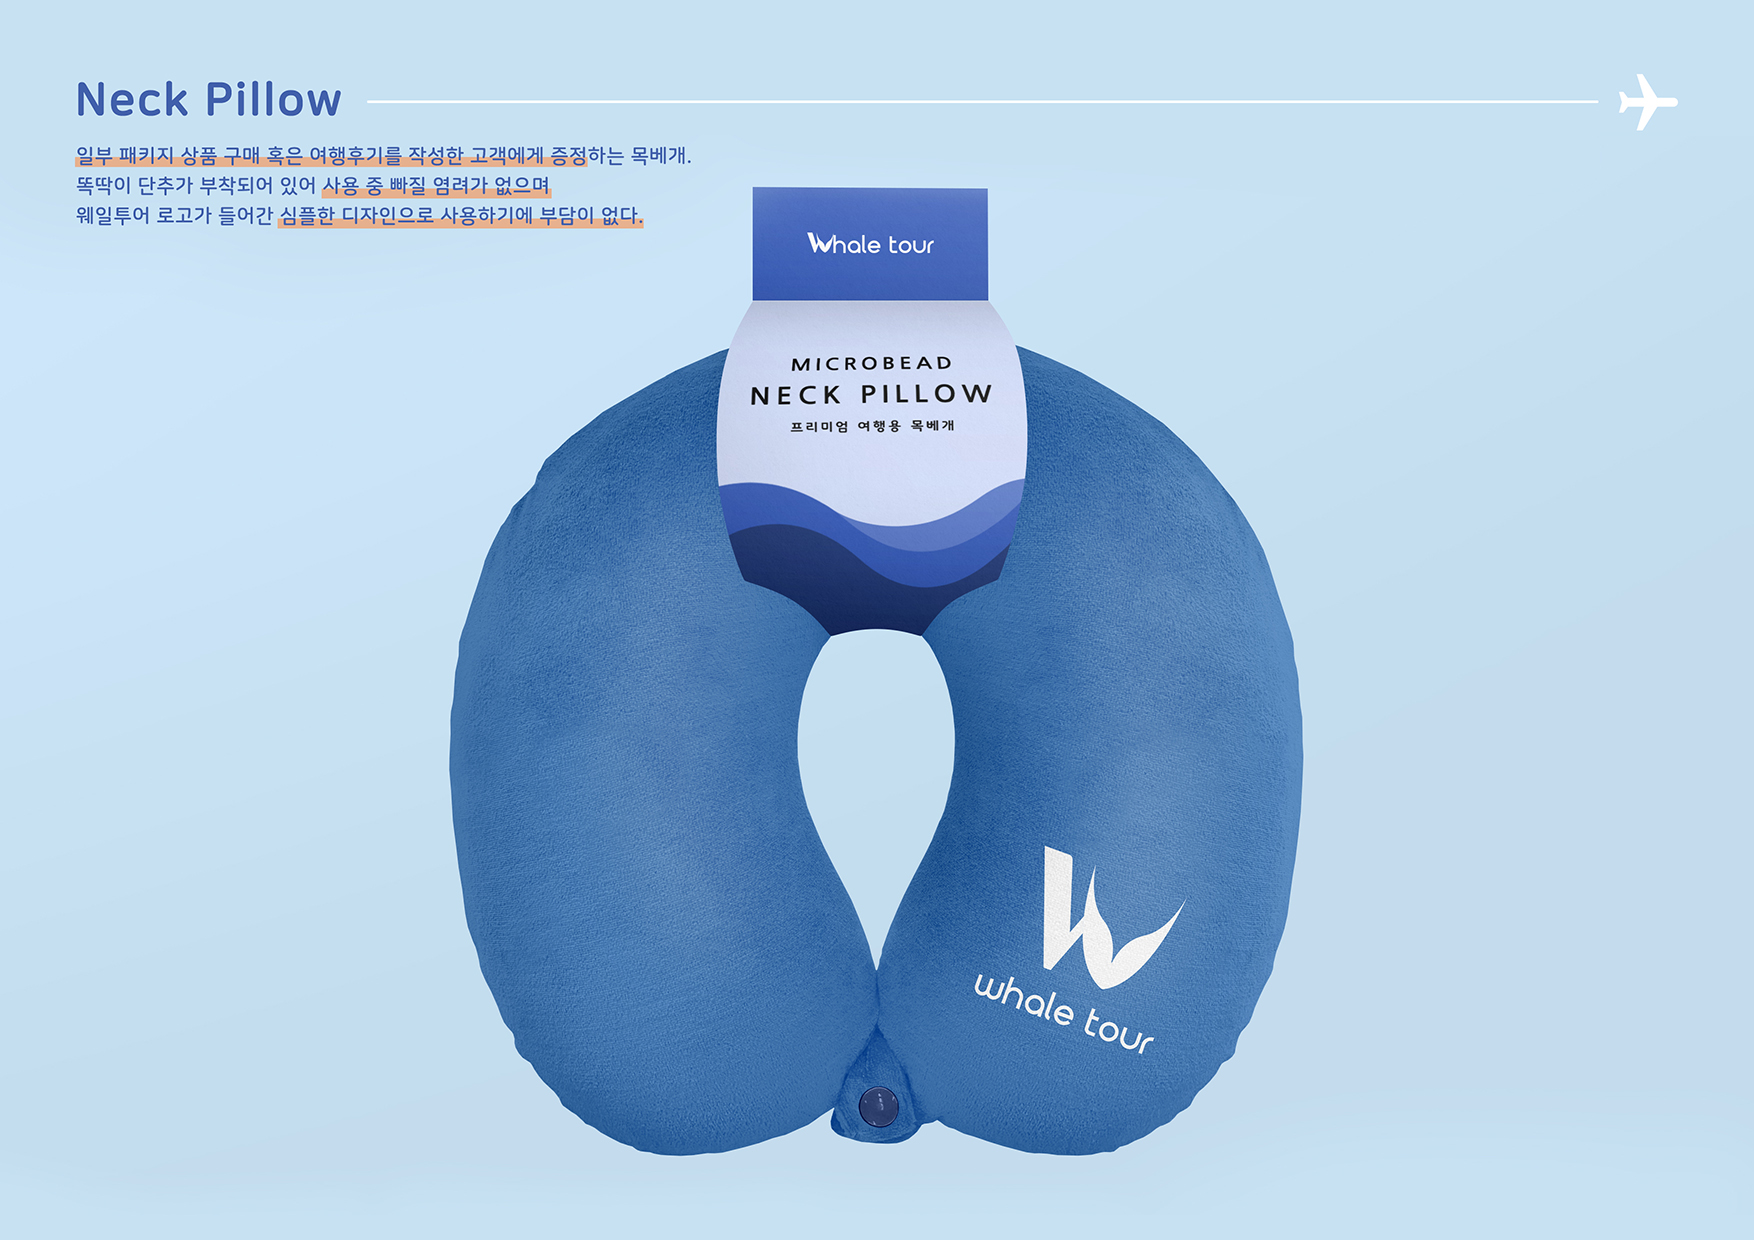 Neck Pillow
일부 패키지 상품 구매 혹은 여행후기를 작성한 고객에게 증정하는 목베개.
똑딱이 단추가 부착되어 있어 사용 중 빠질 염려가 없으며
웨일투어 로고가 들어간 심플한 디자인으로 사용하기에 부담이 없다.
Whale tour
MICROBEAD
NECK PILLOW
프리미엄 여행용 목베개
W
whale tour